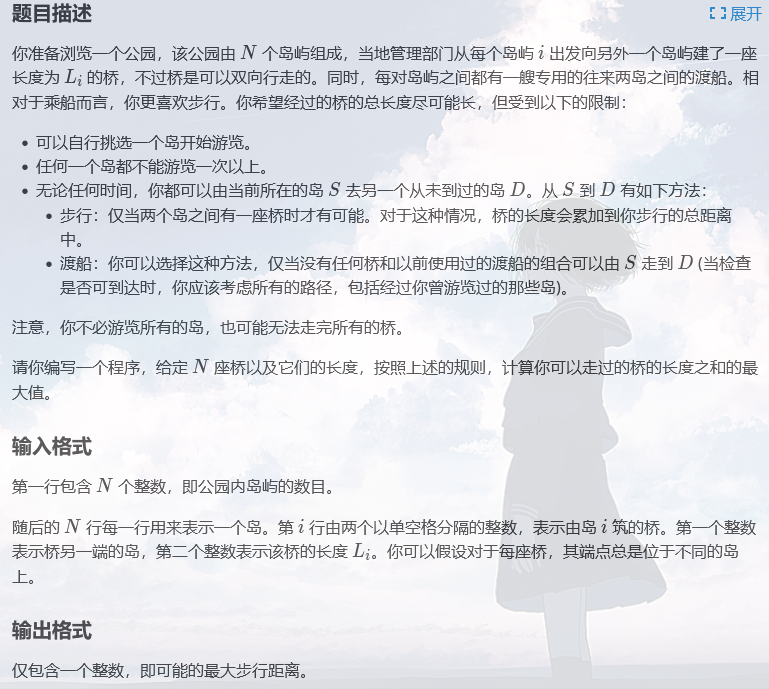 题目描述
展开
你准备浏览一个公园，该公园由 N 个岛屿组成，当地管理部门从每个岛屿 i 出发向另外一个岛屿建了一座
长度为 L_i 的桥，不过桥是可以双向行走的。同时，每对岛屿之间都有一艘专用的往来两岛之间的渡船。相
对于乘船而言，你更喜欢步行。你希望经过的桥的总长度尽可能长，但受到以下的限制：
• 可以自行挑选一个岛开始游览。
• 任何一个岛都不能游览一次以上。
• 无论任何时间，你都可以由当前所在的岛 S 去另一个从未到过的岛 D。从 S 到 D 有如下方法：
• 步行：仅当两个岛之间有一座桥时才有可能。对于这种情况，桥的长度会累加到你步行的总距离
中。
• 渡船：你可以选择这种方法，仅当没有任何桥和以前使用过的渡船的组合可以由 S 走到 D (当检查
是否可到达时，你应该考虑所有的路径，包括经过你曾游览过的那些岛)。
注意，你不必游览所有的岛，也可能无法走完所有的桥。
请你编写一个程序，给定 N 座桥以及它们的长度，按照上述的规则，计算你可以走过的桥的长度之和的最
大值。
输入格式
第一行包含 N 个整数，即公园内岛屿的数目。
随后的 N 行每一行用来表示一个岛。第 i 行由两个以单空格分隔的整数，表示由岛 i 筑的桥。第一个整数
表示桥另一端的岛，第二个整数表示该桥的长度 L_i。你可以假设对于每座桥，其端点总是位于不同的岛
上。
输出格式
仅包含一个整数，即可能的最大步行距离。